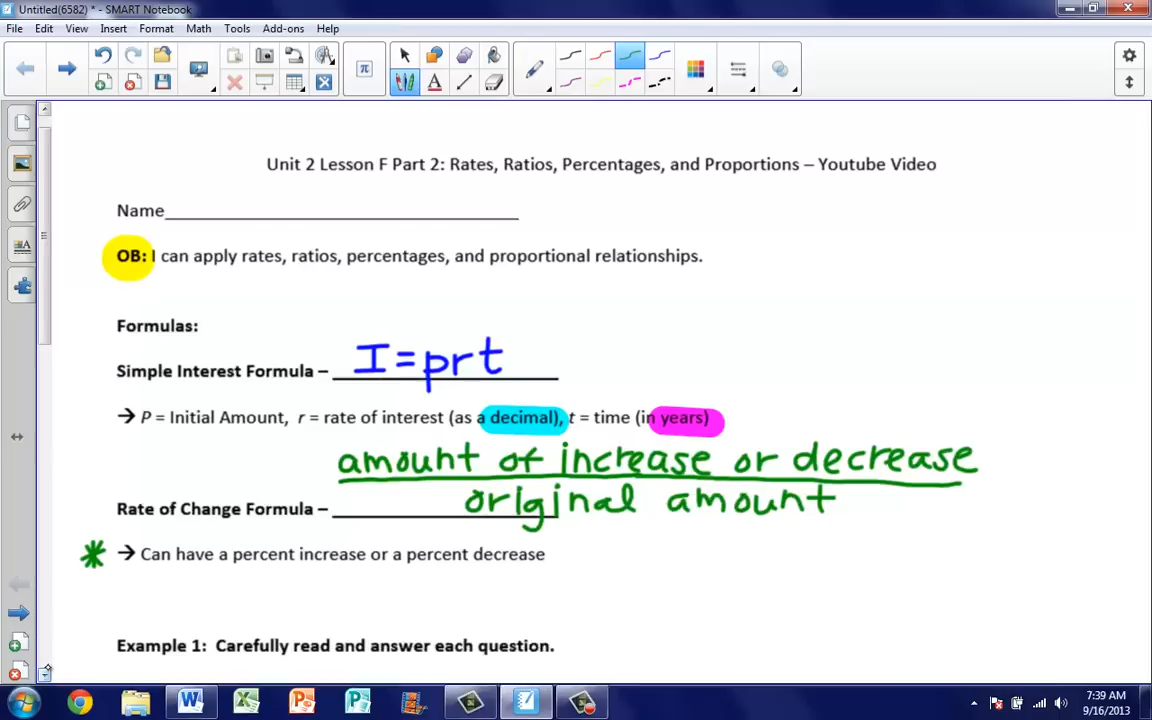 Untitled(6582) * - SMART Notebook
File Edit View Insert Format Math Tools Add-ons Help
Unit 2 Lesson F Part 2: Rates, Ratios, Percentages, and Proportions – Youtube Video
Name
OB: I can apply rates, ratios, percentages, and proportional relationships.
Formulas:
Simple Interest Formula – I = prt
→ P = Initial Amount, r = rate of interest (as a decimal), t = time (in years)
amount of increase or decrease
Rate of Change Formula – original amount
* → Can have a percent increase or a percent decrease
Example 1: Carefully read and answer each question.
7:39 AM
9/16/2013